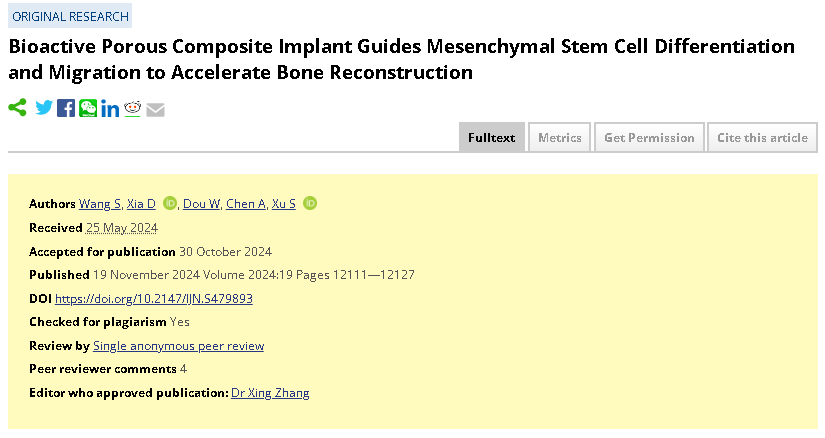 ORIGINAL RESEARCH
Bioactive Porous Composite Implant Guides Mesenchymal Stem Cell Differentiation
and Migration to Accelerate Bone Reconstruction
Fulltext Metrics Get Permission Cite this article
Authors Wang S, Xia D iD, Dou W, Chen A, Xu S iD
Received 25 May 2024
Accepted for publication 30 October 2024
Published 19 November 2024 Volume 2024:19 Pages 12111—12127
DOI https://doi.org/10.2147/IJN.S479893
Checked for plagiarism Yes
Review by Single anonymous peer review
Peer reviewer comments 4
Editor who approved publication: Dr Xing Zhang